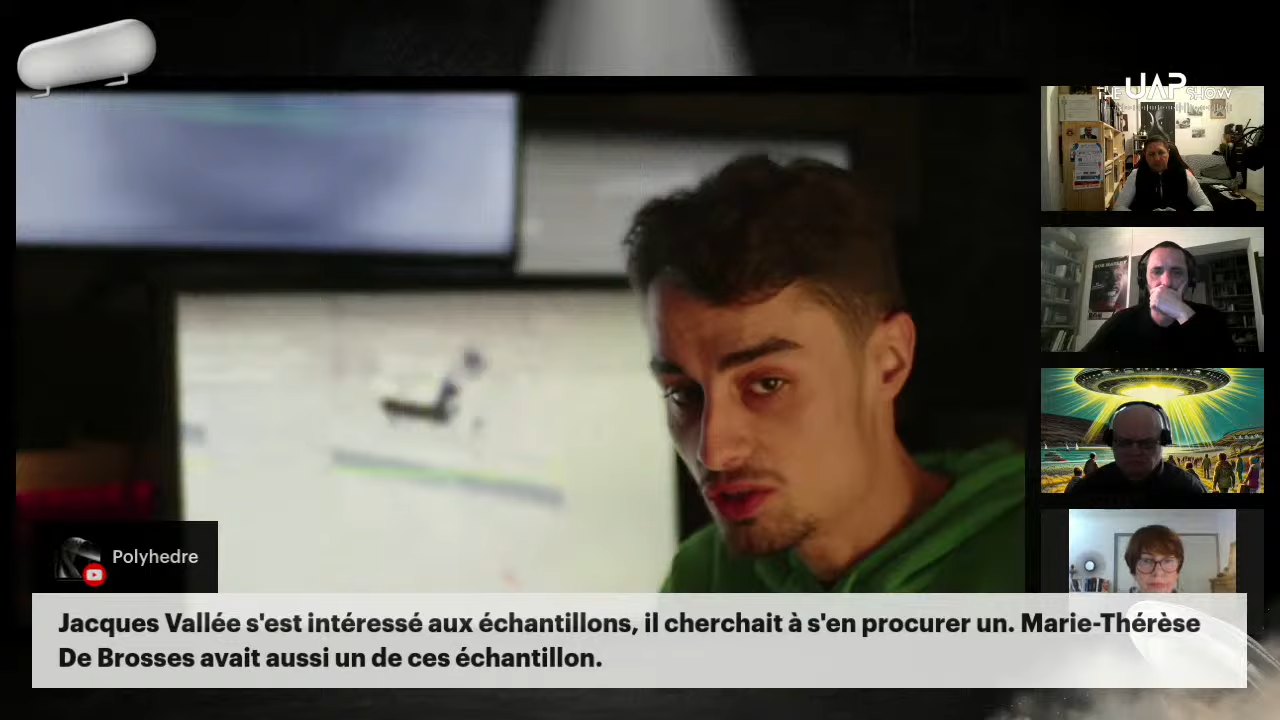 THE UAP SHOW
Polyhedre
Jacques Vallée s'est intéressé aux échantillons, il cherchait à s'en procurer un. Marie-Thérèse
De Brosses avait aussi un de ces échantillon.